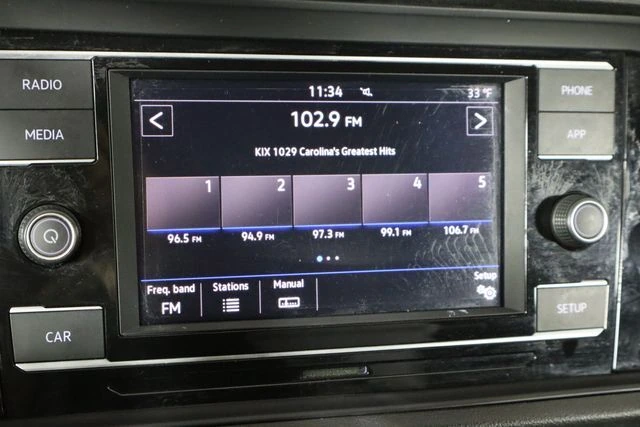 RADIO
MEDIA
CAR
11:34
33 °F
102.9 FM
KIX 1029 Carolina's Greatest Hits
1 2 3 4 5
96.5 FM 94.9 FM 97.3 FM 99.1 FM 106.7 FM
Freq. band Stations Manual Setup
FM
PHONE
APP
SETUP